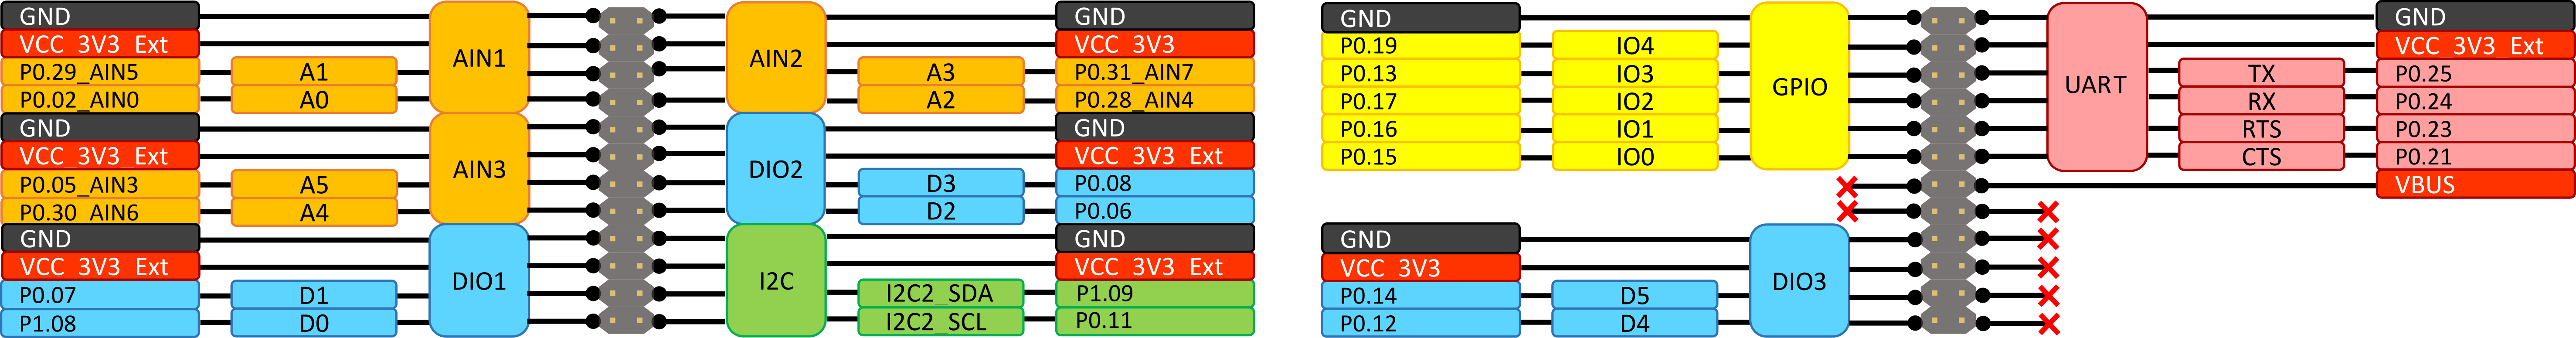 GND
VCC 3V3 Ext
P0.29_AIN5 A1
P0.02_AIN0 A0
AIN1
GND
VCC 3V3 Ext
P0.05_AIN3 A5
P0.30_AIN6 A4
AIN3
GND
VCC 3V3 Ext
P0.07 D1
P1.08 D0
DIO1
AIN2
GND
VCC 3V3
A3 P0.31_AIN7
A2 P0.28_AIN4
DIO2
GND
VCC 3V3 Ext
D3 P0.08
D2 P0.06
I2C
GND
VCC 3V3 Ext
I2C2_SDA P1.09
I2C2_SCL P0.11
GND
P0.19 IO4
P0.13 IO3
P0.17 IO2
P0.16 IO1
P0.15 IO0
GPIO
GND
VCC 3V3
P0.14 D5
P0.12 D4
DIO3
UART
GND
VCC 3V3 Ext
TX P0.25
RX P0.24
RTS P0.23
CTS P0.21
VBUS